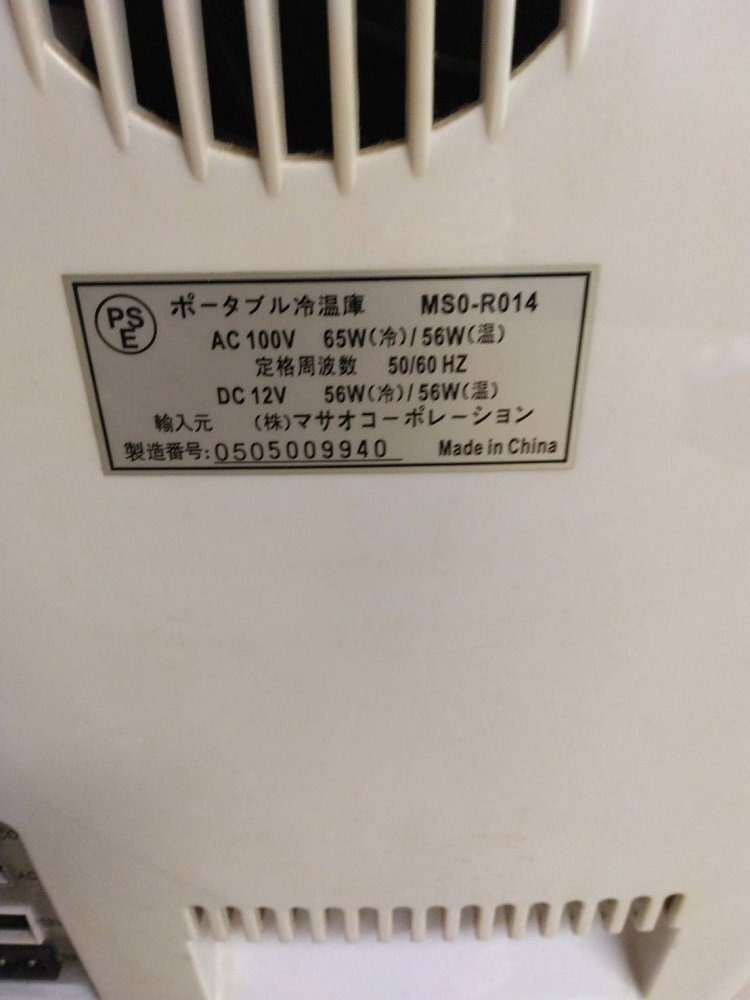 PSE
ポータブル冷温庫 MS0-R014
AC 100V 65W(冷)/56W(温)
定格周波数 50/60 HZ
DC 12V 56W(冷)/56W(温)
輸入元 (株)マサオコーポレーション
製造番号:0505009940 Made in China
AC